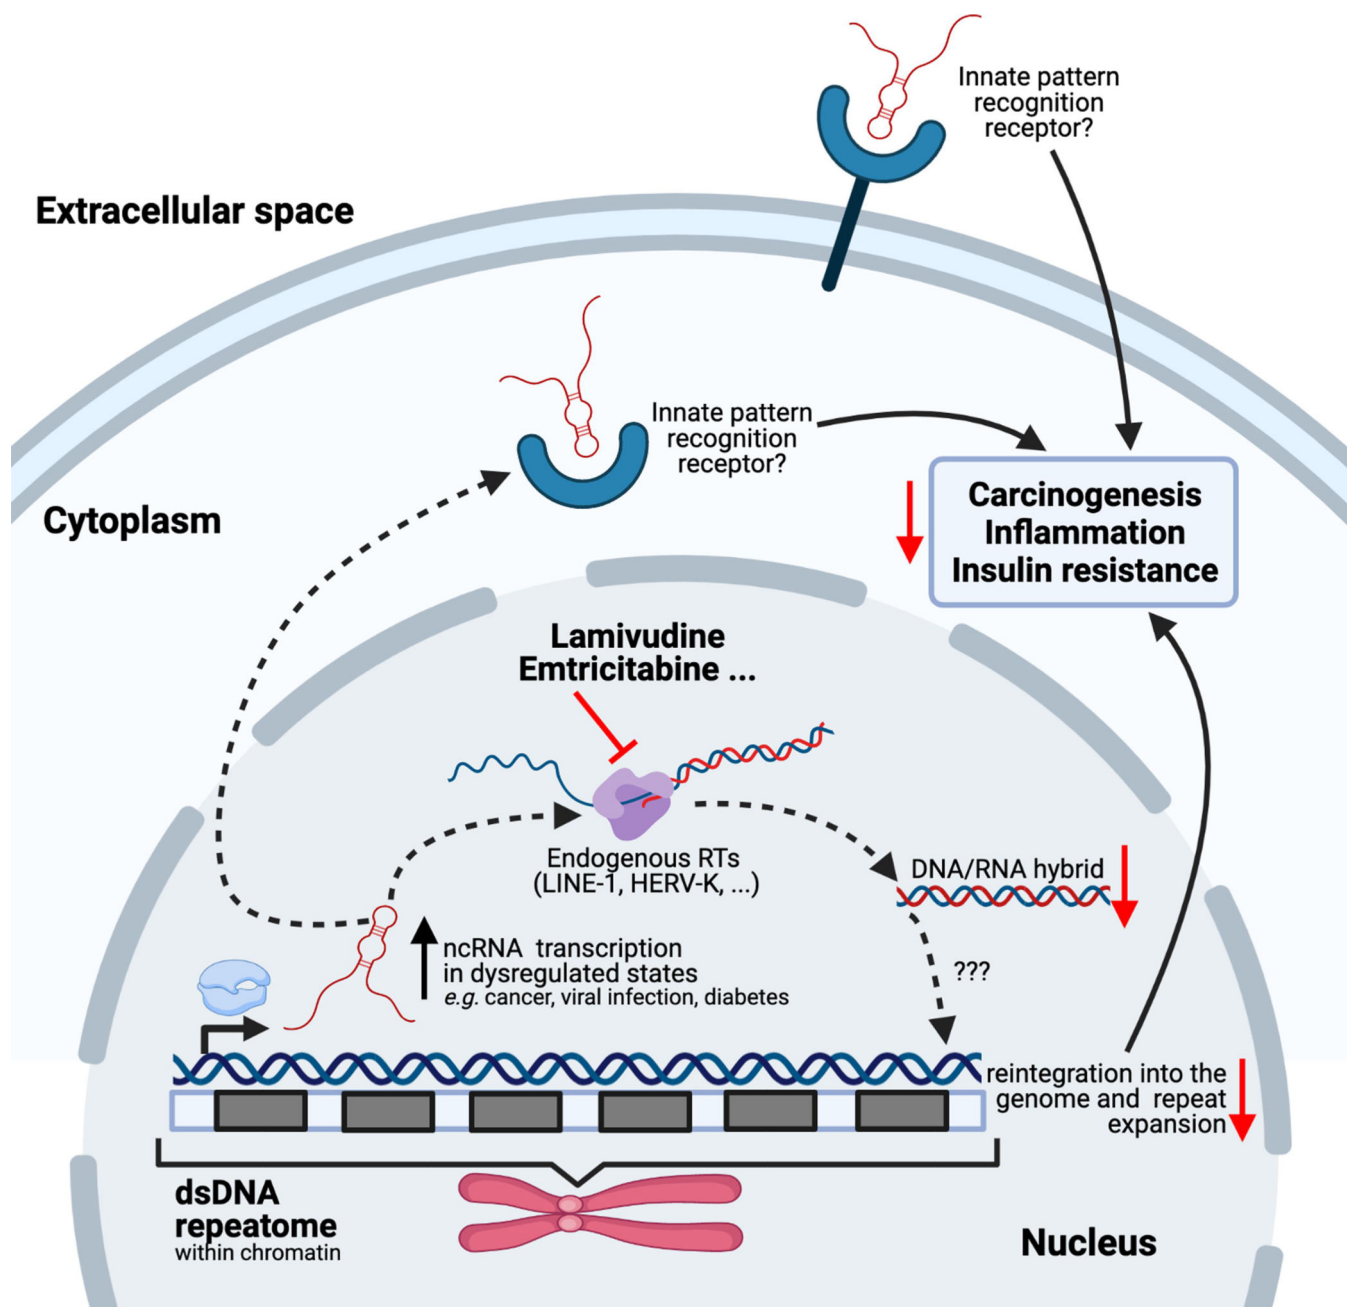 Innate pattern
recognition
receptor?
Extracellular space
Innate pattern
recognition
receptor?
Cytoplasm
Carcinogenesis
Inflammation
Insulin resistance
Lamivudine
Emtricitabine ...
Endogenous RTs
(LINE-1, HERV-K, ...)
DNA/RNA hybrid
ncRNA transcription
in dysregulated states
e.g. cancer, viral infection, diabetes
???
reintegration into the
genome and repeat
expansion
dsDNA
repeatome
within chromatin
Nucleus